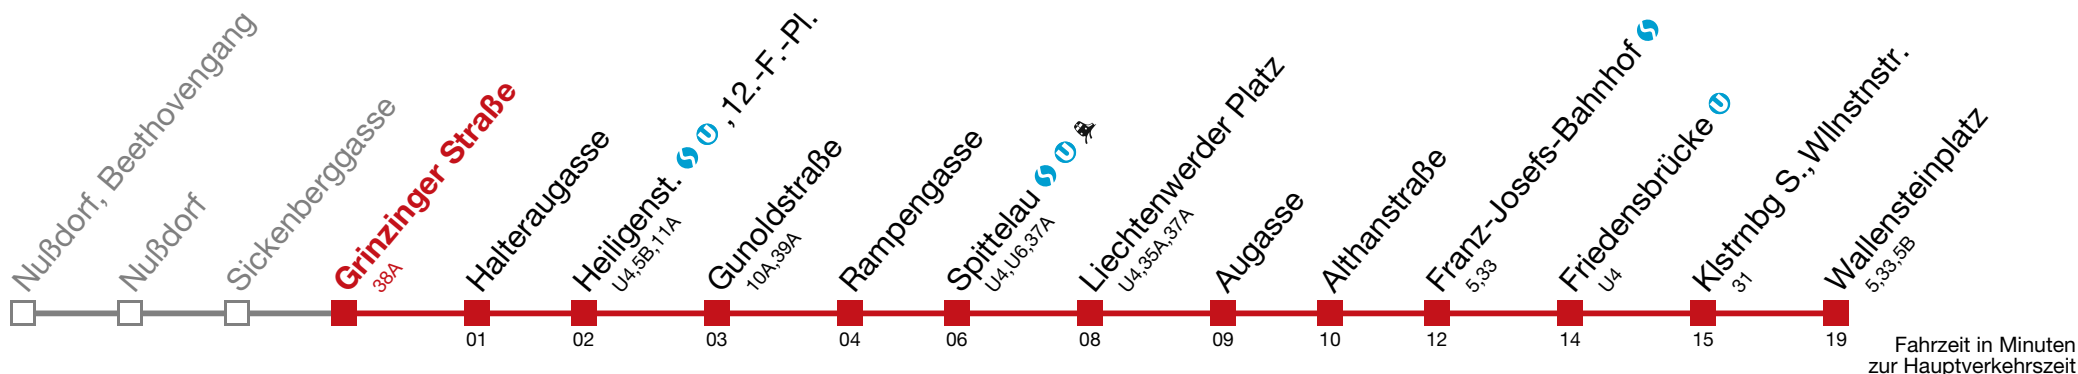 Nußdorf, Beethovengang
Nußdorf
Sickenberggasse
Grinzinger Straße
38A
Halteraugasse
Heiligenst. S U , 12.-F.-Pl.
U4,5B,11A
Gunoldstraße
10A,39A
Rampengasse
Spittelau S U
U4,U6,37A
Liechtenwerder Platz
U4,35A,37A
Augasse
Althanstraße
Franz-Josefs-Bahnhof S
5,33
Friedensbrücke U
U4
Klstrnbg S.,Wllnstnstr.
31
Wallensteinplatz
5,33,5B
01 02 03 04 06 08 09 10 12 14 15 19
Fahrzeit in Minuten
zur Hauptverkehrszeit